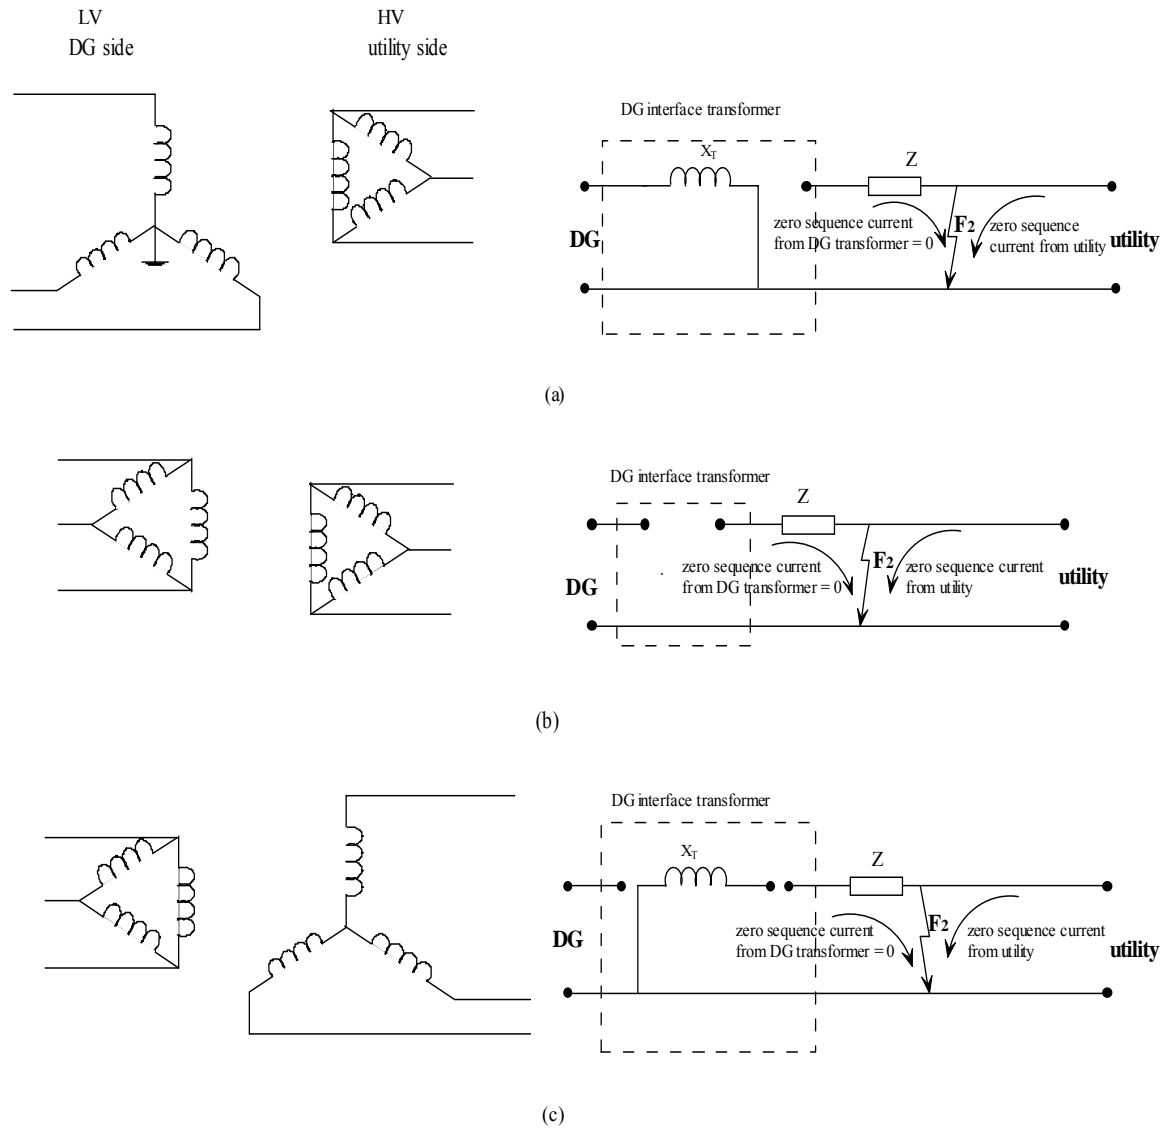 LV
HV
DG side
utility side
DG interface transformer
XT
Z
zero sequence current
from DG transformer = 0
F2
zero sequence
current from utility
DG
utility
(a)
DG interface transformer
Z
zero sequence current
from DG transformer = 0
F2
zero sequence current
from utility
DG
utility
(b)
DG interface transformer
XT
Z
zero sequence current
from DG transformer = 0
F2
zero sequence current
from utility
DG
utility
(c)